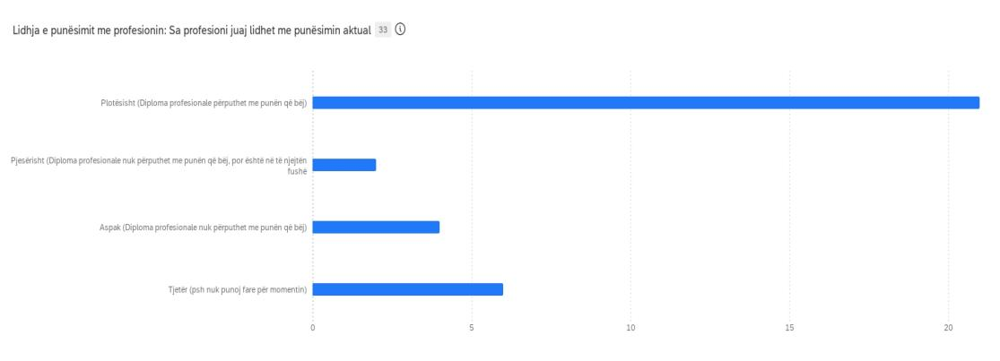 Lidhja e punësimit me profesionin: Sa profesioni juaj lidhet me punësimin aktual 33
Plotësisht (Diploma profesionale përputhet me punën që bëj)
Pjesërisht (Diploma profesionale nuk përputhet me punën që bëj, por është në të njejtën
fushë
Aspak (Diploma profesionale nuk përputhet me punën që bëj)
Tjetër (psh nuk punoj fare për momentin)
0 5 10 15 20